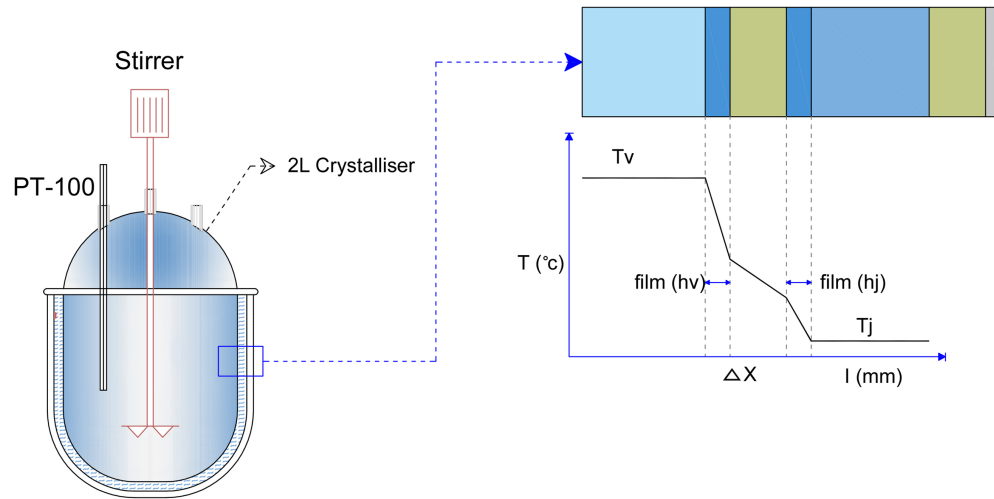 Stirrer
PT-100
2L Crystalliser
Tv
T (°c)
film (hv)
film (hj)
Tj
△X
l (mm)